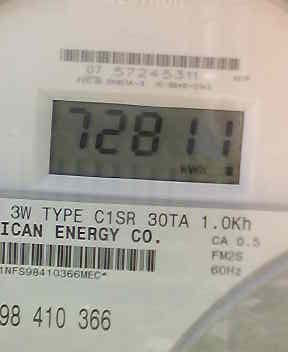 07 57245311
72811
KWH
3W TYPE C1SR 30TA 1.0Kh
ICAN ENERGY CO.
CA 0.5
FM2S
1NFS98410366MEC*
60Hz
98 410 366